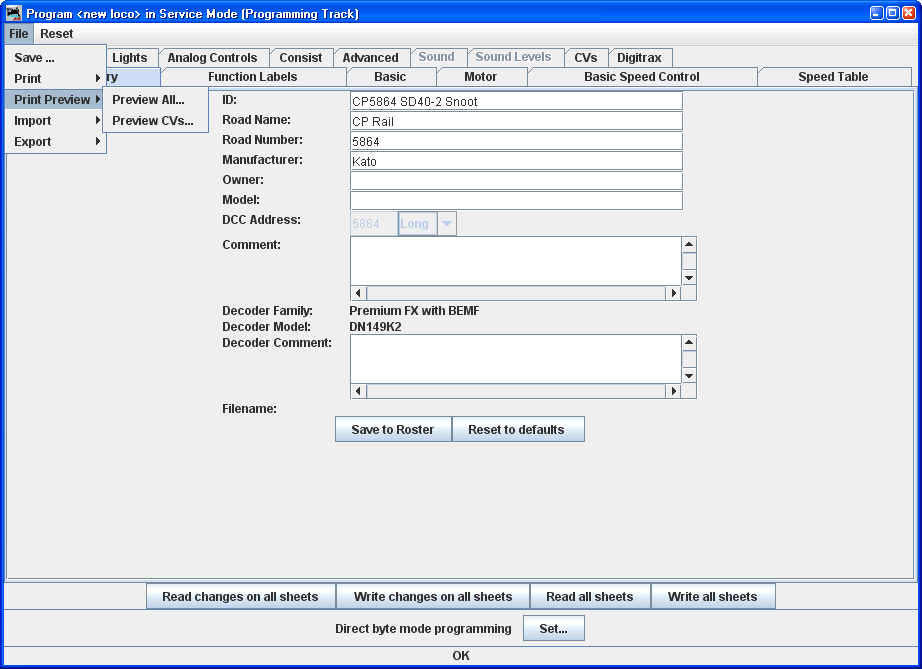 Program <new loco> in Service Mode (Programming Track)
File Reset
Save ...
Print
Print Preview
Import
Export
Preview All...
Preview CVs...
Lights Analog Controls Consist Advanced Sound Sound Levels CVs Digitrax
ry Function Labels Basic Motor Basic Speed Control Speed Table
ID: CP5864 SD40-2 Snoot
Road Name: CP Rail
Road Number: 5864
Manufacturer: Kato
Owner:
Model:
DCC Address: 5864 Long
Comment:
Decoder Family: Premium FX with BEMF
Decoder Model: DN149K2
Decoder Comment:
Filename:
Save to Roster Reset to defaults
Read changes on all sheets Write changes on all sheets Read all sheets Write all sheets
Direct byte mode programming Set...
OK